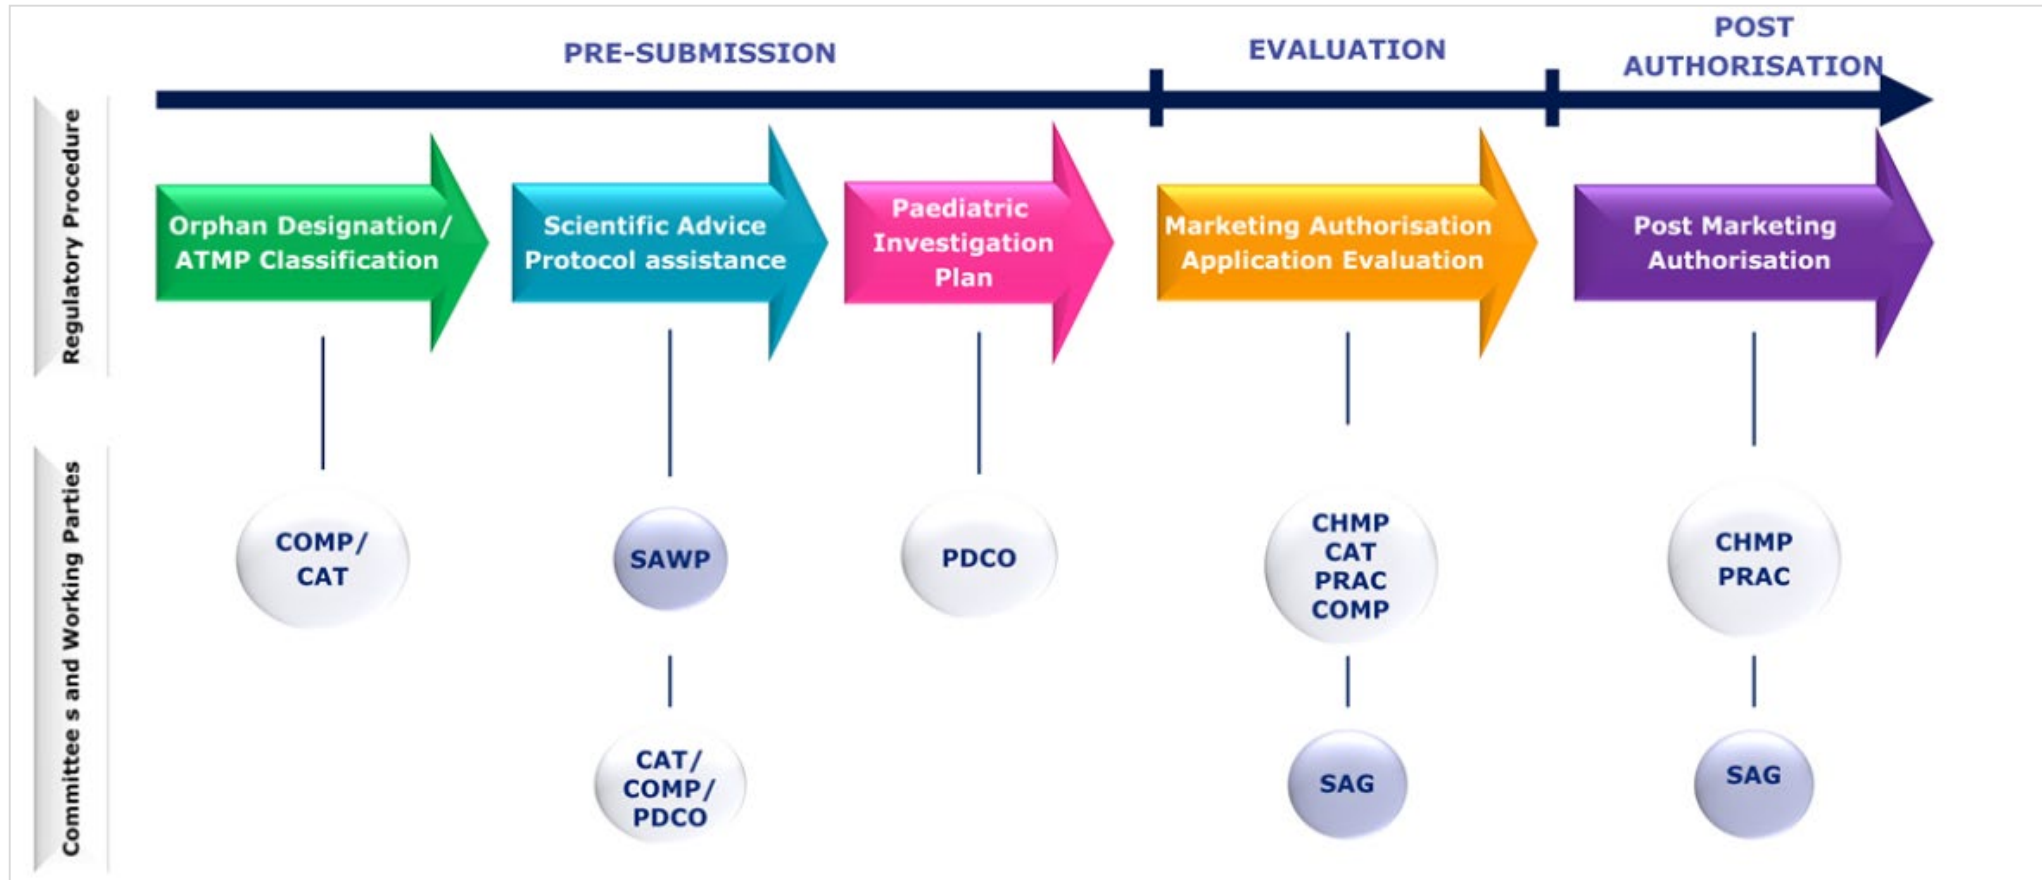 PRE-SUBMISSION
EVALUATION
POST
AUTHORISATION
Regulatory Procedure
Orphan Designation/
ATMP Classification
Scientific Advice
Protocol assistance
Paediatric
Investigation
Plan
Marketing Authorisation
Application Evaluation
Post Marketing
Authorisation
Committee s and Working Parties
COMP/
CAT
SAWP
PDCO
CHMP
CAT
PRAC
COMP
CHMP
PRAC
CAT/
COMP/
PDCO
SAG
SAG